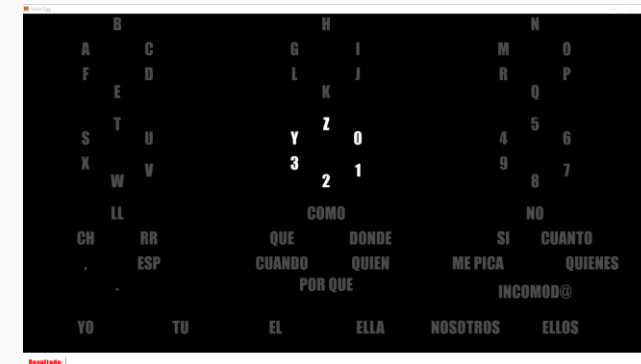 B H N
A C G I M O
F D L J R P
E K Q
T Z 5
S U Y 0 4 6
X V 3 1 9 7
W 2 8
LL COMO NO
CH RR QUE DONDE SI CUANTO
, ESP CUANDO QUIEN ME PICA QUIENES
. POR QUE INCOMOD@
YO TU EL ELLA NOSOTROS ELLOS
Resultado: